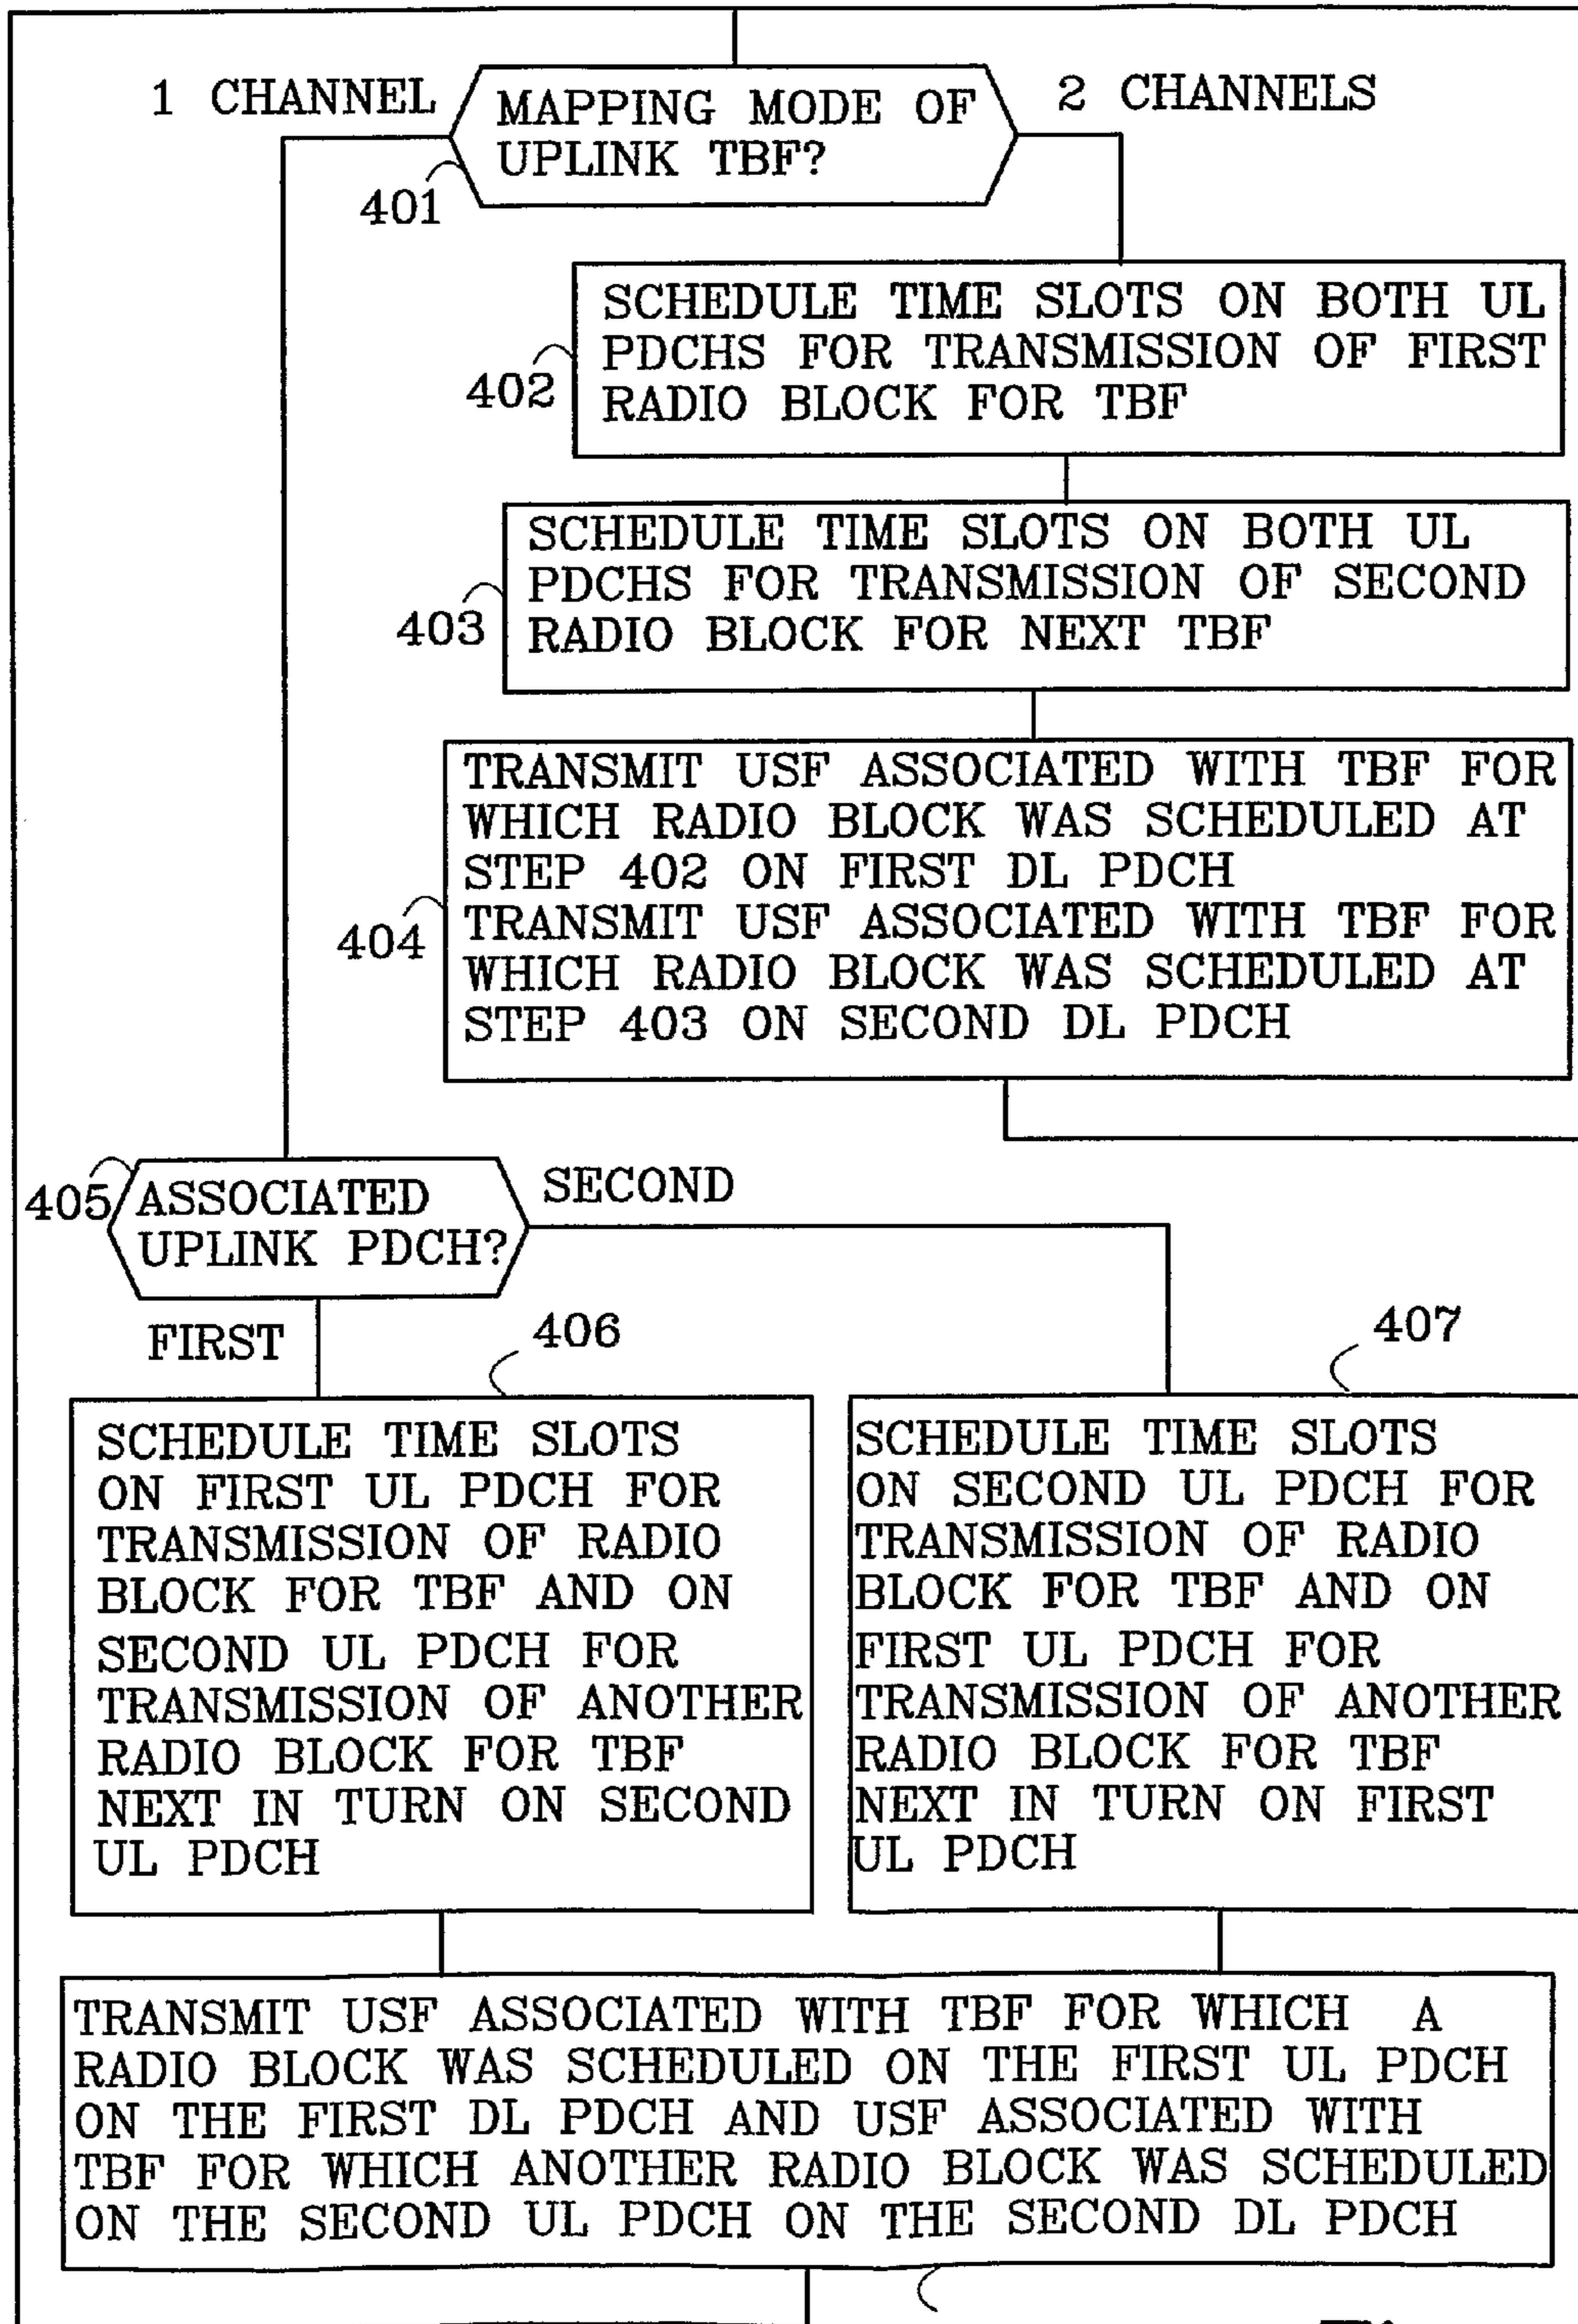 1 CHANNEL
MAPPING MODE OF
UPLINK TBF?
2 CHANNELS
401
SCHEDULE TIME SLOTS ON BOTH UL
PDCHS FOR TRANSMISSION OF FIRST
RADIO BLOCK FOR TBF
402
SCHEDULE TIME SLOTS ON BOTH UL
PDCHS FOR TRANSMISSION OF SECOND
RADIO BLOCK FOR NEXT TBF
403
TRANSMIT USF ASSOCIATED WITH TBF FOR
WHICH RADIO BLOCK WAS SCHEDULED AT
STEP 402 ON FIRST DL PDCH
TRANSMIT USF ASSOCIATED WITH TBF FOR
WHICH RADIO BLOCK WAS SCHEDULED AT
STEP 403 ON SECOND DL PDCH
404
405
ASSOCIATED
UPLINK PDCH?
SECOND
FIRST
406
407
SCHEDULE TIME SLOTS
ON FIRST UL PDCH FOR
TRANSMISSION OF RADIO
BLOCK FOR TBF AND ON
SECOND UL PDCH FOR
TRANSMISSION OF ANOTHER
RADIO BLOCK FOR TBF
NEXT IN TURN ON SECOND
UL PDCH
SCHEDULE TIME SLOTS
ON SECOND UL PDCH FOR
TRANSMISSION OF RADIO
BLOCK FOR TBF AND ON
FIRST UL PDCH FOR
TRANSMISSION OF ANOTHER
RADIO BLOCK FOR TBF
NEXT IN TURN ON FIRST
UL PDCH
TRANSMIT USF ASSOCIATED WITH TBF FOR WHICH A
RADIO BLOCK WAS SCHEDULED ON THE FIRST UL PDCH
ON THE FIRST DL PDCH AND USF ASSOCIATED WITH
TBF FOR WHICH ANOTHER RADIO BLOCK WAS SCHEDULED
ON THE SECOND UL PDCH ON THE SECOND DL PDCH